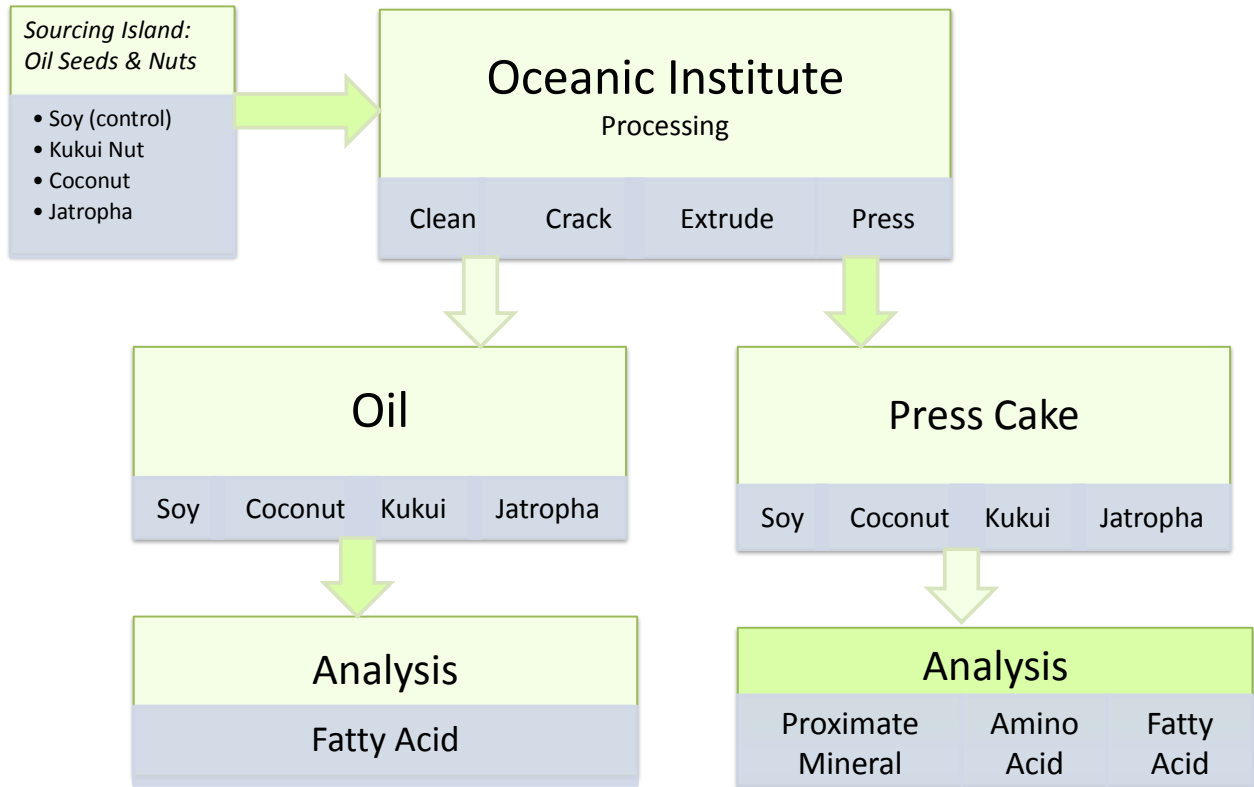 Sourcing Island:
Oil Seeds & Nuts
• Soy (control)
• Kukui Nut
• Coconut
• Jatropha
Oceanic Institute
Processing
Clean Crack Extrude Press
Oil
Soy Coconut Kukui Jatropha
Press Cake
Soy Coconut Kukui Jatropha
Analysis
Fatty Acid
Analysis
Proximate Amino Fatty
Mineral Acid Acid